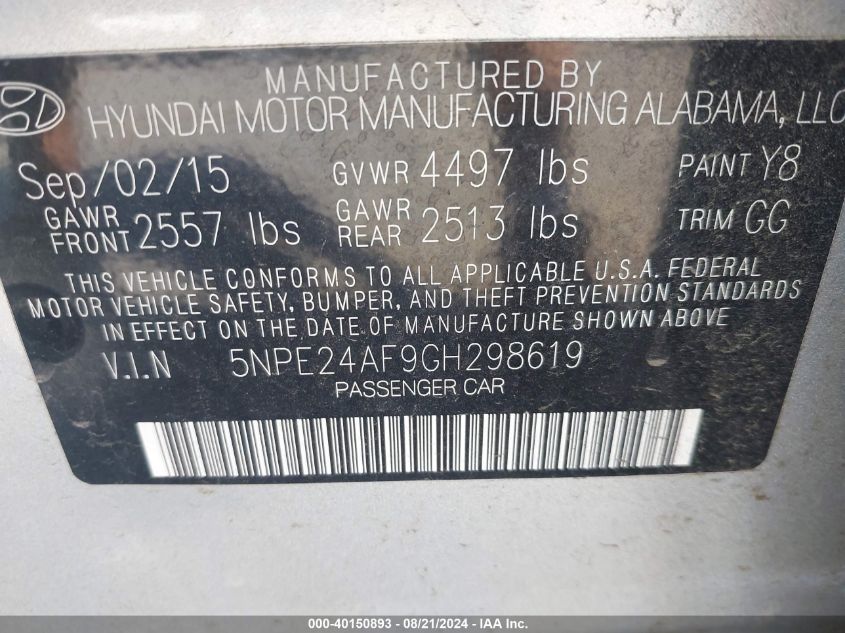 MANUFACTURED BY
HYUNDAI MOTOR MANUFACTURING ALABAMA, LLC
Sep/02/15 GVWR 4497 lbs PAINT Y8
GAWR FRONT 2557 lbs GAWR REAR 2513 lbs TRIM GG
THIS VEHICLE CONFORMS TO ALL APPLICABLE U.S.A. FEDERAL
MOTOR VEHICLE SAFETY, BUMPER, AND THEFT PREVENTION STANDARDS
IN EFFECT ON THE DATE OF MANUFACTURE SHOWN ABOVE
V.I.N 5NPE24AF9GH298619
PASSENGER CAR
000-40150893 - 08/21/2024 - IAA Inc.